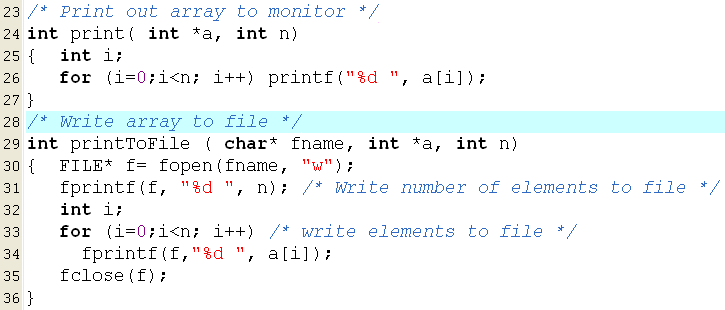 23 /* Print out array to monitor */
24 int print( int *a, int n)
25 {  int i;
26    for (i=0;i<n; i++) printf("%d ", a[i]);
27 }
28 /* Write array to file */
29 int printToFile ( char* fname, int *a, int n)
30 {  FILE* f= fopen(fname, "w");
31    fprintf(f, "%d ", n); /* Write number of elements to file */
32    int i;
33    for (i=0;i<n; i++) /* write elements to file */
34      fprintf(f,"%d ", a[i]);
35    fclose(f);
36 }